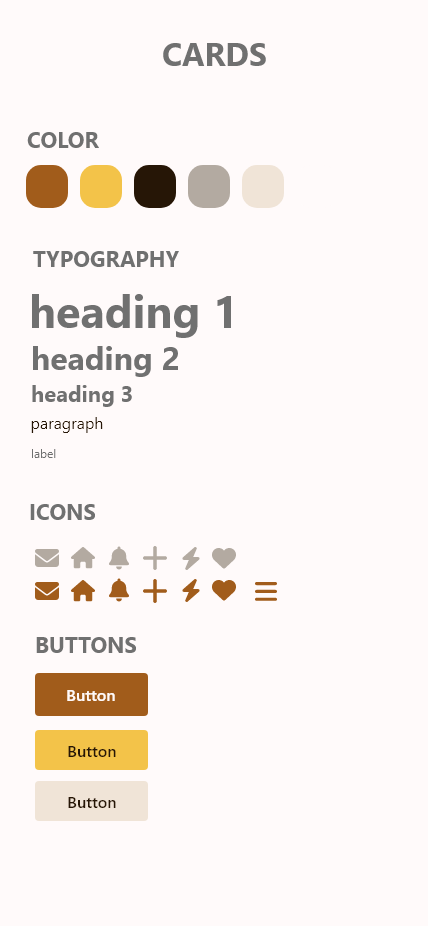 CARDS
COLOR
TYPOGRAPHY
heading 1
heading 2
heading 3
paragraph
label
ICONS
BUTTONS
Button
Button
Button